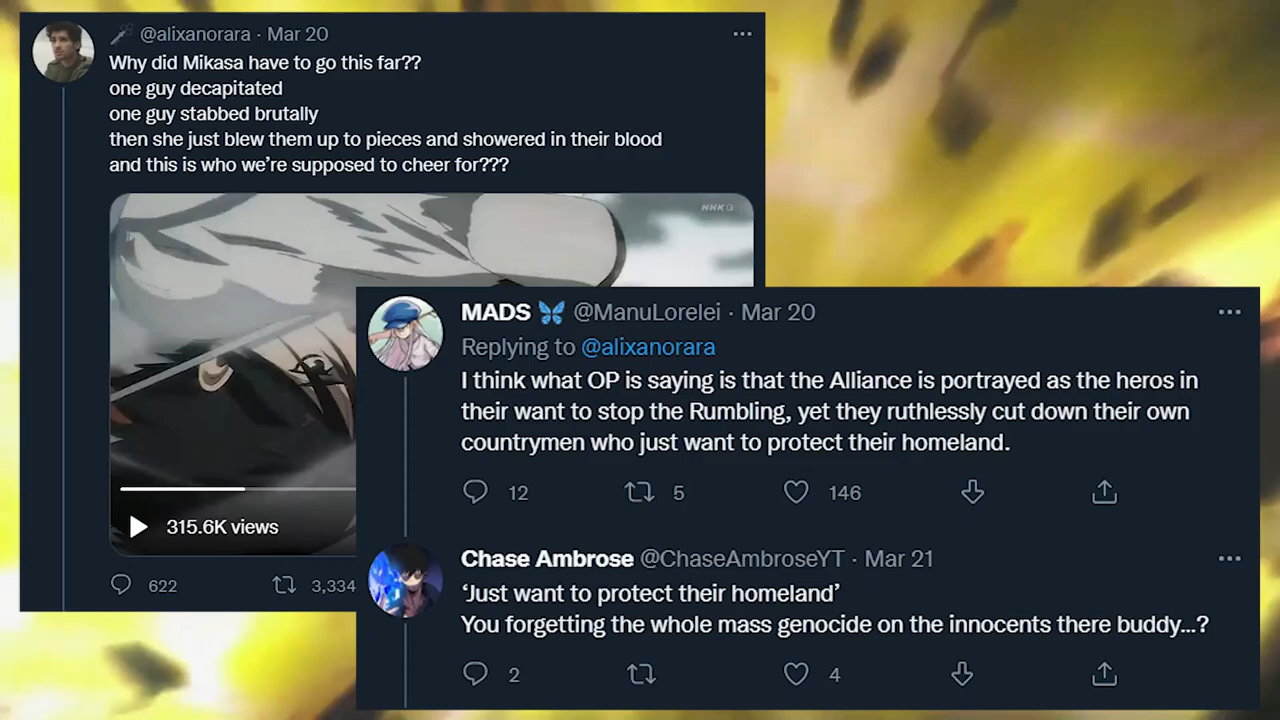 @alixanorara · Mar 20
Why did Mikasa have to go this far??
one guy decapitated
one guy stabbed brutally
then she just blew them up to pieces and showered in their blood
and this is who we’re supposed to cheer for???
NHK G
315.6K views
622 3,334
MADS @ManuLorelei · Mar 20
Replying to @alixanorara
I think what OP is saying is that the Alliance is portrayed as the heros in
their want to stop the Rumbling, yet they ruthlessly cut down their own
countrymen who just want to protect their homeland.
12 5 146
Chase Ambrose @ChaseAmbroseYT · Mar 21
‘Just want to protect their homeland’
You forgetting the whole mass genocide on the innocents there buddy...?
2 4